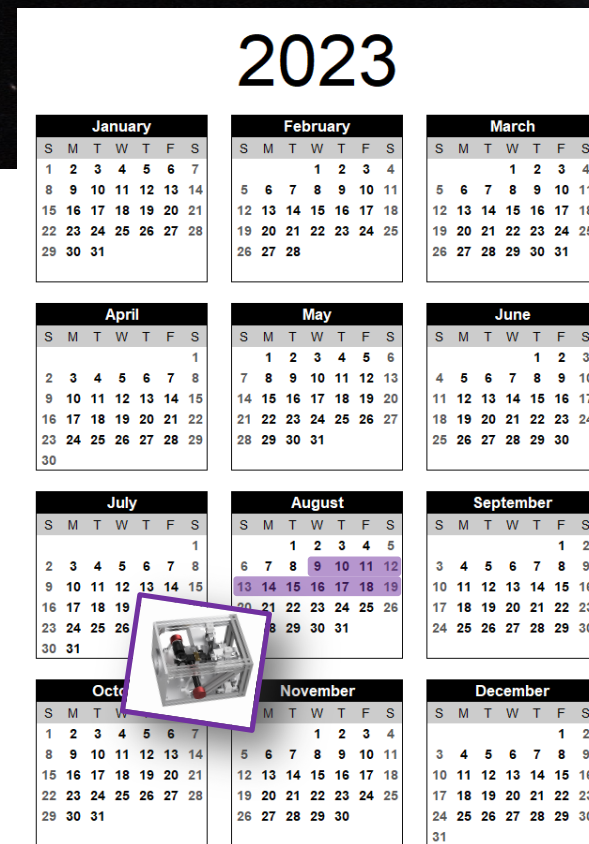 2023
January
S M T W T F S
1 2 3 4 5 6 7
8 9 10 11 12 13 14
15 16 17 18 19 20 21
22 23 24 25 26 27 28
29 30 31
February
S M T W T F S
1 2 3 4
5 6 7 8 9 10 11
12 13 14 15 16 17 18
19 20 21 22 23 24 25
26 27 28
March
S M T W T F S
1 2 3 4
5 6 7 8 9 10 11
12 13 14 15 16 17 18
19 20 21 22 23 24 25
26 27 28 29 30 31
April
S M T W T F S
1
2 3 4 5 6 7 8
9 10 11 12 13 14 15
16 17 18 19 20 21 22
23 24 25 26 27 28 29
30
May
S M T W T F S
1 2 3 4 5 6
7 8 9 10 11 12 13
14 15 16 17 18 19 20
21 22 23 24 25 26 27
28 29 30 31
June
S M T W T F S
1 2 3
4 5 6 7 8 9 10
11 12 13 14 15 16 17
18 19 20 21 22 23 24
25 26 27 28 29 30
July
S M T W T F S
1
2 3 4 5 6 7 8
9 10 11 12 13 14 15
16 17 18 19
23 24 25 26
30 31
August
S M T W T F S
1 2 3 4 5
6 7 8 9 10 11 12
13 14 15 16 17 18 19
20 21 22 23 24 25 26
29 30 31
September
S M T W T F S
1 2
3 4 5 6 7 8 9
10 11 12 13 14 15 16
17 18 19 20 21 22 23
24 25 26 27 28 29 30
Octo
S M T W T F S
1 2 3 4 5 6 7
8 9 10 11 12 13 14
15 16 17 18 19 20 21
22 23 24 25 26 27 28
29 30 31
November
M T W T F S
1 2 3 4
5 6 7 8 9 10 11
12 13 14 15 16 17 18
19 20 21 22 23 24 25
26 27 28 29 30
December
S M T W T F S
1 2
3 4 5 6 7 8 9
10 11 12 13 14 15 16
17 18 19 20 21 22 23
24 25 26 27 28 29 30
31